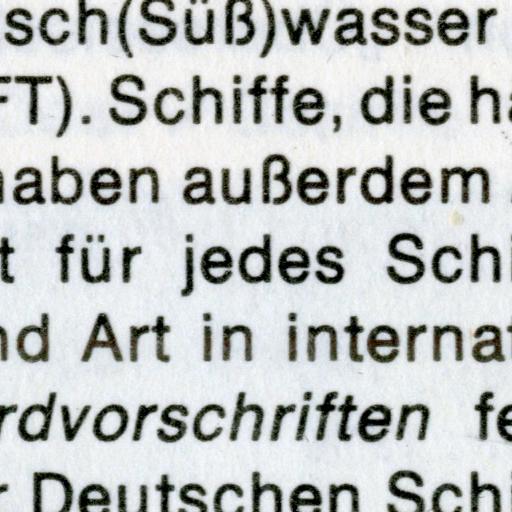 sch(Süß)wasser
FT). Schiffe, die ha
haben außerdem
t für jedes Schi
nd Art in internat
rdvorschriften fe
r Deutschen Schi